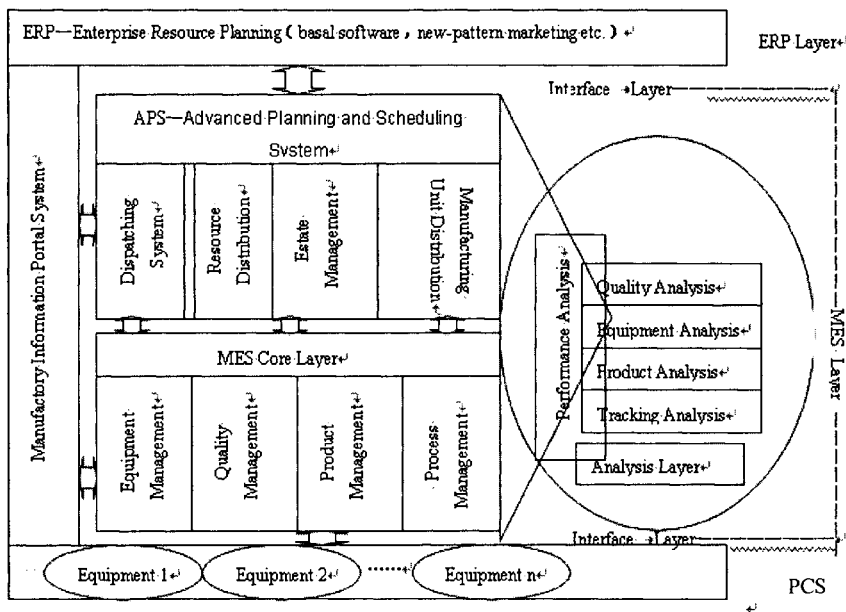 ERP—Enterprise Resource Planning ( basal software , new-pattern marketing etc. )
ERP Layer
Interface Layer
APS—Advanced Planning and Scheduling
System
Manufactory Information Portal System
Dispatching
System
Resource
Distribution
Estate
Management
Manufacturing
Unit Distribution
Performance Analysis
Quality Analysis
Equipment Analysis
Product Analysis
Tracking Analysis
Analysis Layer
MES Layer
MES Core Layer
Equipment
Management
Quality
Management
Product
Management
Process
Management
Interface Layer
Equipment 1
Equipment 2
......
Equipment n
PCS